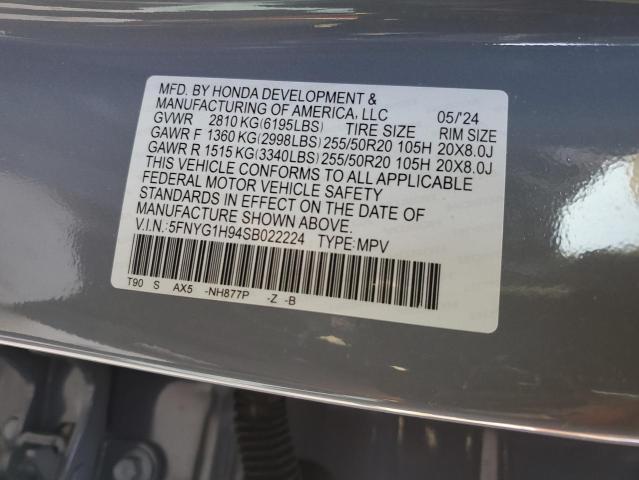 MFD. BY HONDA DEVELOPMENT &
MANUFACTURING OF AMERICA, LLC 05/'24
GVWR 2810 KG(6195LBS) TIRE SIZE RIM SIZE
GAWR F 1360 KG(2998LBS) 255/50R20 105H 20X8.0J
GAWR R 1515 KG(3340LBS) 255/50R20 105H 20X8.0J
THIS VEHICLE CONFORMS TO ALL APPLICABLE
FEDERAL MOTOR VEHICLE SAFETY
STANDARDS IN EFFECT ON THE DATE OF
MANUFACTURE SHOWN ABOVE.
V.I.N.:5FNYG1H94SB022224 TYPE:MPV
T90 S AX5 -NH877P -Z -B